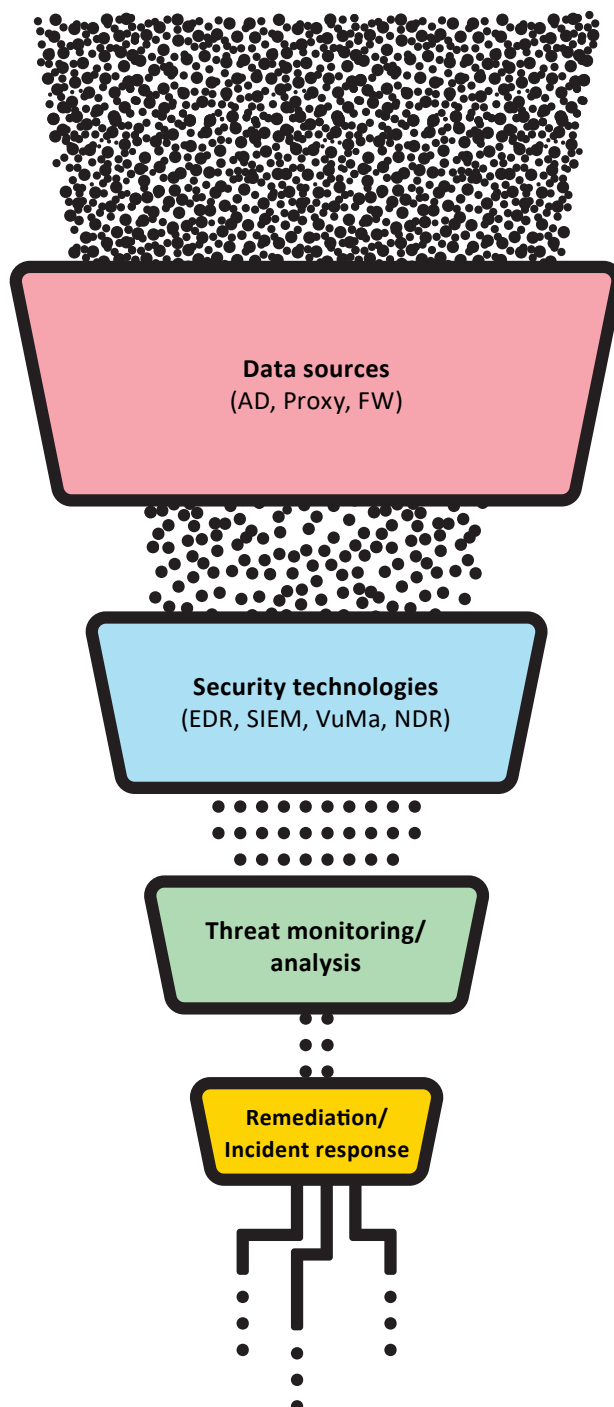 Data sources
(AD, Proxy, FW)
Security technologies
(EDR, SIEM, VuMa, NDR)
Threat monitoring/
analysis
Remediation/
Incident response